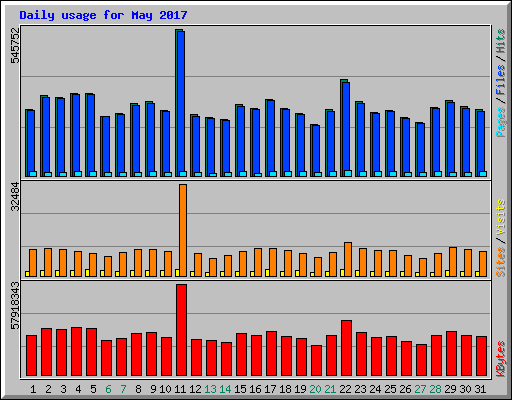 Daily usage for May 2017
545752
Pages / Files / Hits
32484
Sites / Visits
57918343
KBytes
1 2 3 4 5 6 7 8 9 10 11 12 13 14 15 16 17 18 19 20 21 22 23 24 25 26 27 28 29 30 31